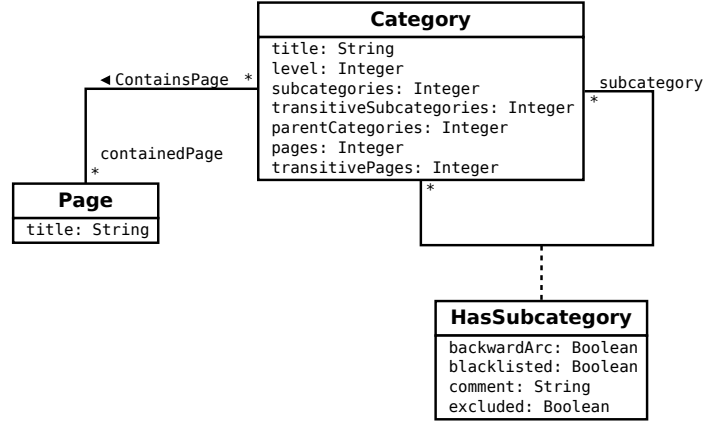 Category
title: String
level: Integer
subcategories: Integer
transitiveSubcategories: Integer
parentCategories: Integer
pages: Integer
transitivePages: Integer
◄ ContainsPage *
containedPage
*
subcategory
*
*
Page
title: String
HasSubcategory
backwardArc: Boolean
blacklisted: Boolean
comment: String
excluded: Boolean